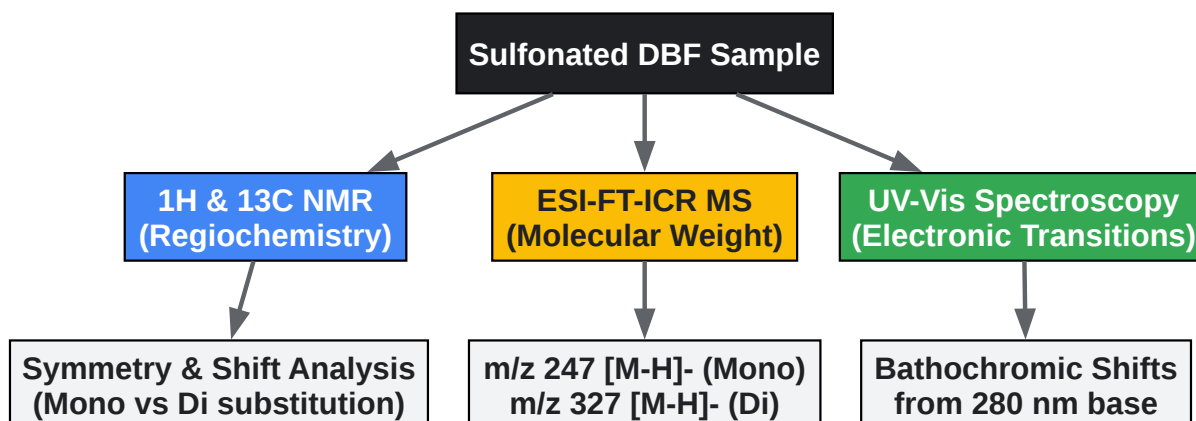 Sulfonated DBF Sample
1H & 13C NMR
(Regiochemistry)
ESI-FT-ICR MS
(Molecular Weight)
UV-Vis Spectroscopy
(Electronic Transitions)
Symmetry & Shift Analysis
(Mono vs Di substitution)
m/z 247 [M-H]- (Mono)
m/z 327 [M-H]- (Di)
Bathochromic Shifts
from 280 nm base